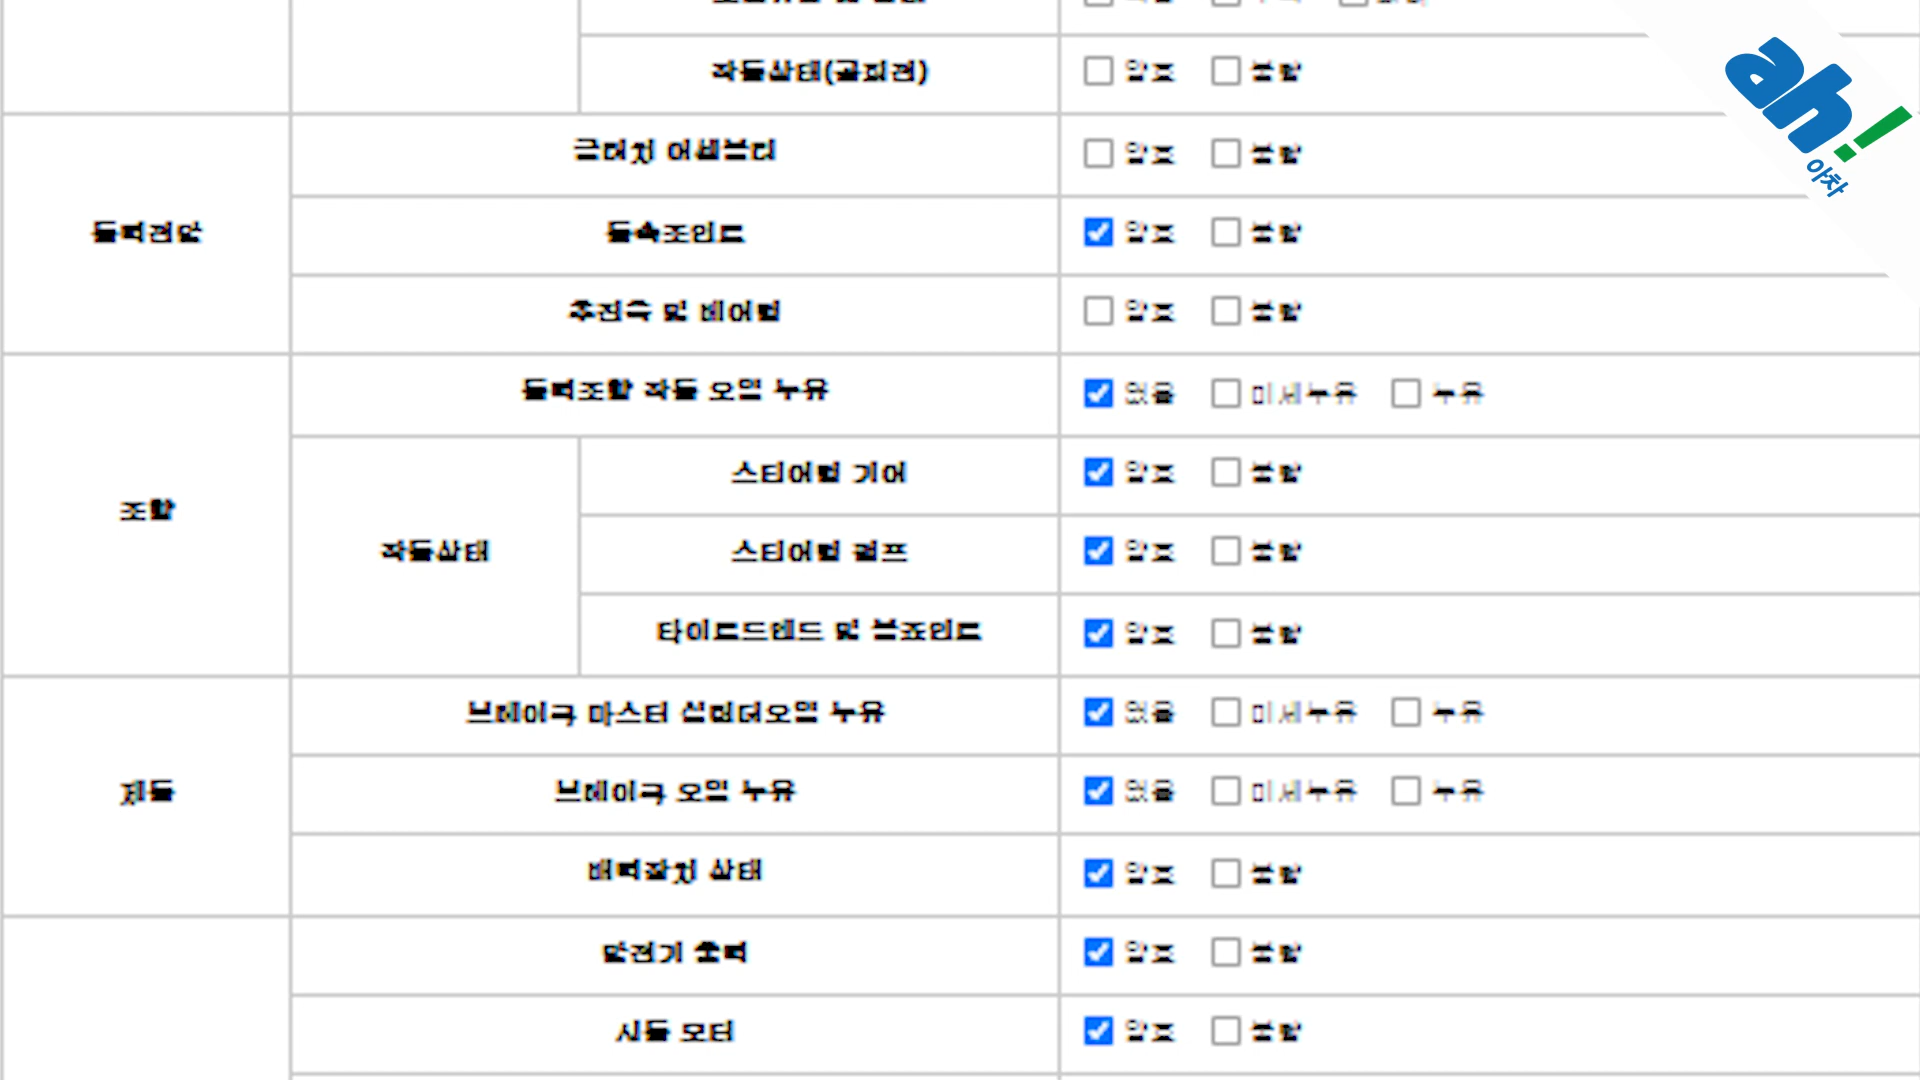 작동상태(공회전) 양호 불량
클러치 어셈블리 양호 불량
동력전달 등속조인트 양호 불량
추진축 및 베어링 양호 불량
동력조향 작동 오일 누유 없음 미세누유 누유
스티어링 기어 양호 불량
조향
작동상태 스티어링 펌프 양호 불량
타이로드엔드 및 볼죠인트 양호 불량
브레이크 마스터 실린더오일 누유 없음 미세누유 누유
제동 브레이크 오일 누유 없음 미세누유 누유
배력장치 상태 양호 불량
발전기 출력 양호 불량
시동 모터 양호 불량
ah!
아차